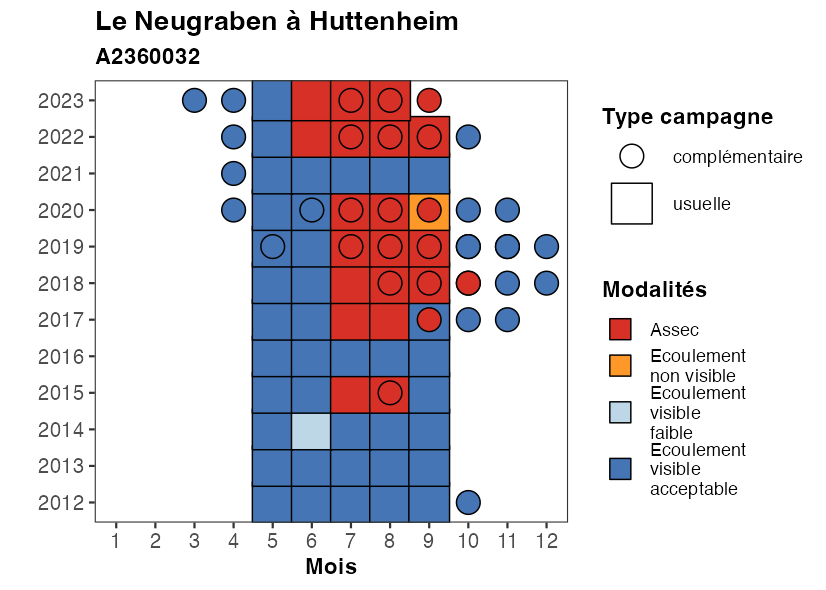 Le Neugraben à Huttenheim
A2360032
2023
2022
2021
2020
2019
2018
2017
2016
2015
2014
2013
2012
1 2 3 4 5 6 7 8 9 10 11 12
Mois
Type campagne
complémentaire
usuelle
Modalités
Assec
Ecoulement
non visible
Ecoulement
visible
faible
Ecoulement
visible
acceptable